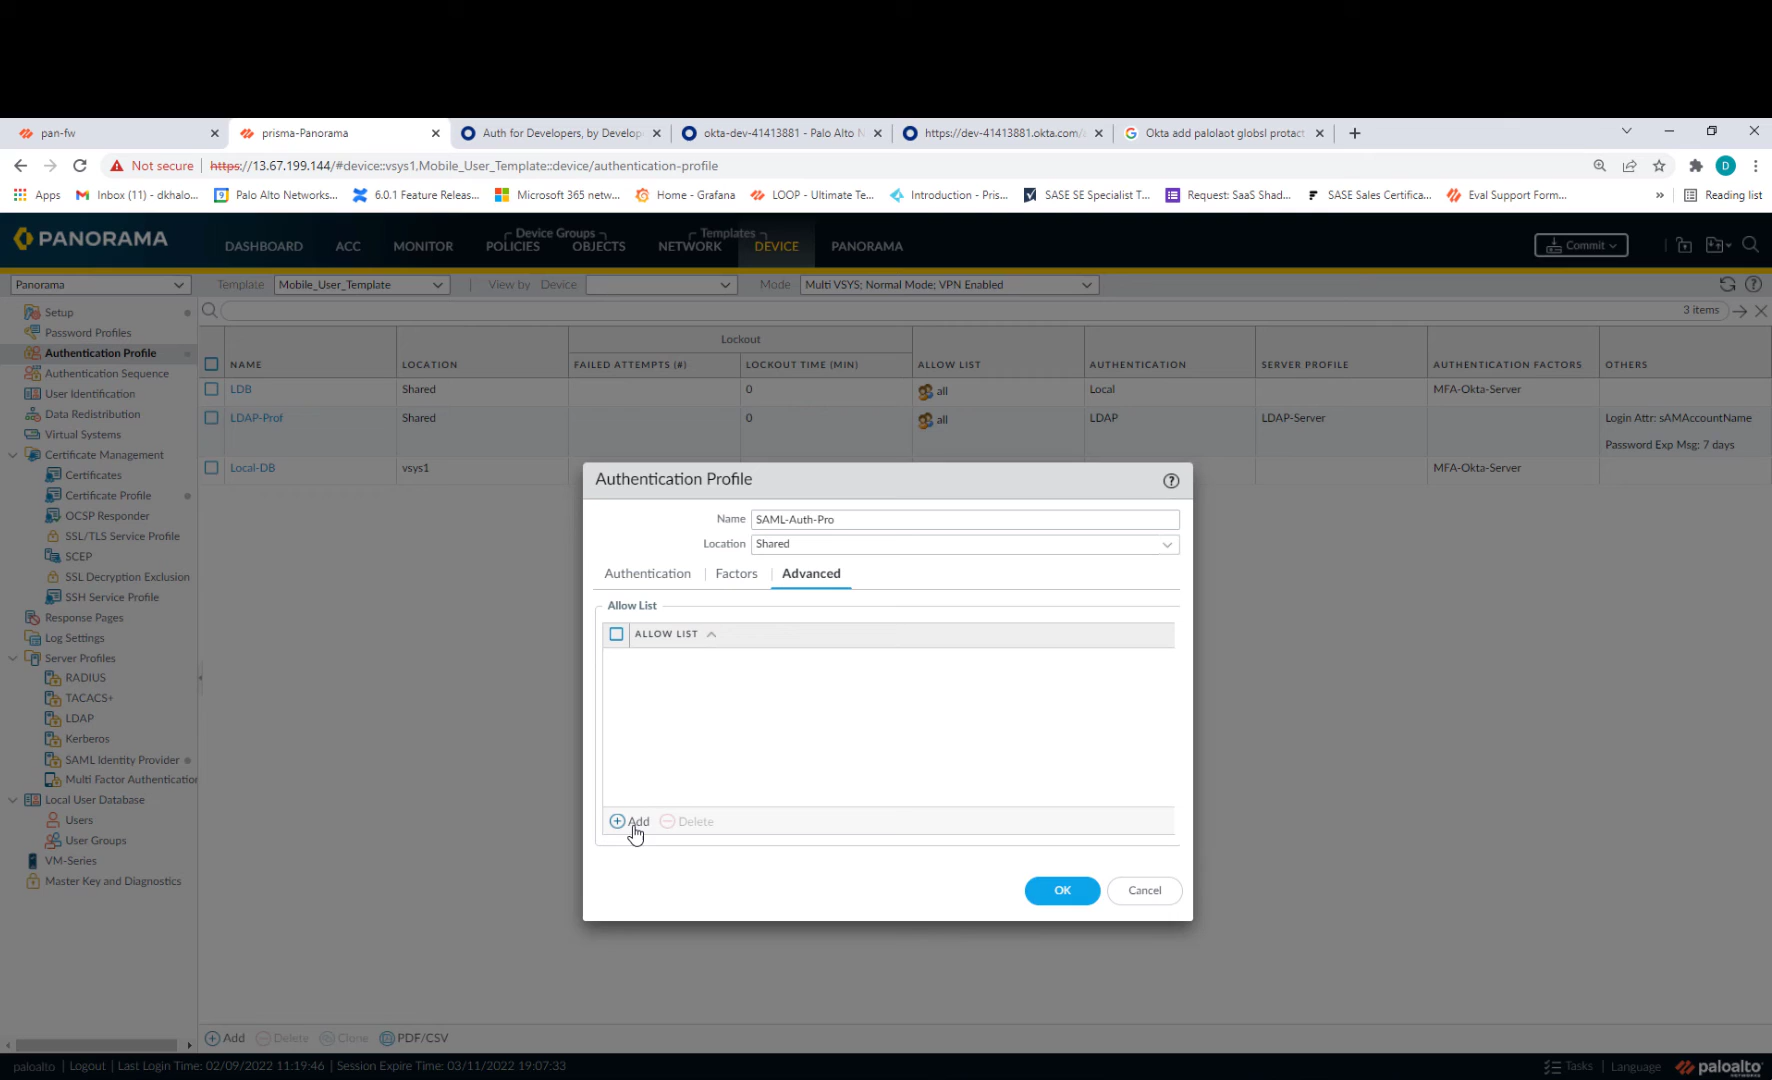 pan-fw
prisma-Panorama
Auth for Developers, by Develop
okta-dev-41413881 - Palo Alto N
https://dev-41413881.okta.com/a
Okta add palolaot globsl protact
Not secure
https://13.67.199.144/#device::vsys1,Mobile_User_Template::device/authentication-profile
D
Apps
Inbox (11) - dkhalo...
Palo Alto Networks...
6.0.1 Feature Releas...
Microsoft 365 netw...
Home - Grafana
LOOP - Ultimate Te...
Introduction - Pris...
SASE SE Specialist T...
Request: SaaS Shad...
SASE Sales Certifica...
Eval Support Form...
»
Reading list
PANORAMA
DASHBOARD
ACC
MONITOR
Device Groups
POLICIES
OBJECTS
Templates
NETWORK
DEVICE
PANORAMA
Commit
Panorama
Template
Mobile_User_Template
View by
Device
Mode
Multi VSYS; Normal Mode; VPN Enabled
Setup
Password Profiles
Authentication Profile
Authentication Sequence
User Identification
Data Redistribution
Virtual Systems
Certificate Management
Certificates
Certificate Profile
OCSP Responder
SSL/TLS Service Profile
SCEP
SSL Decryption Exclusion
SSH Service Profile
Response Pages
Log Settings
Server Profiles
RADIUS
TACACS+
LDAP
Kerberos
SAML Identity Provider
Multi Factor Authentication
Local User Database
Users
User Groups
VM-Series
Master Key and Diagnostics
3 items
Lockout
NAME
LOCATION
FAILED ATTEMPTS (#)
LOCKOUT TIME (MIN)
ALLOW LIST
AUTHENTICATION
SERVER PROFILE
AUTHENTICATION FACTORS
OTHERS
LDB
Shared
0
all
Local
MFA-Okta-Server
LDAP-Prof
Shared
0
all
LDAP
LDAP-Server
Login Attr: sAMAccountName
Password Exp Msg: 7 days
Local-DB
vsys1
MFA-Okta-Server
Authentication Profile
Name
SAML-Auth-Pro
Location
Shared
Authentication
Factors
Advanced
Allow List
ALLOW LIST
Add
Delete
OK
Cancel
Add
Delete
Clone
PDF/CSV
paloalto | Logout | Last Login Time: 02/09/2022 11:19:46 | Session Expire Time: 03/11/2022 19:07:33
Tasks | Language
paloalto
NETWORKS